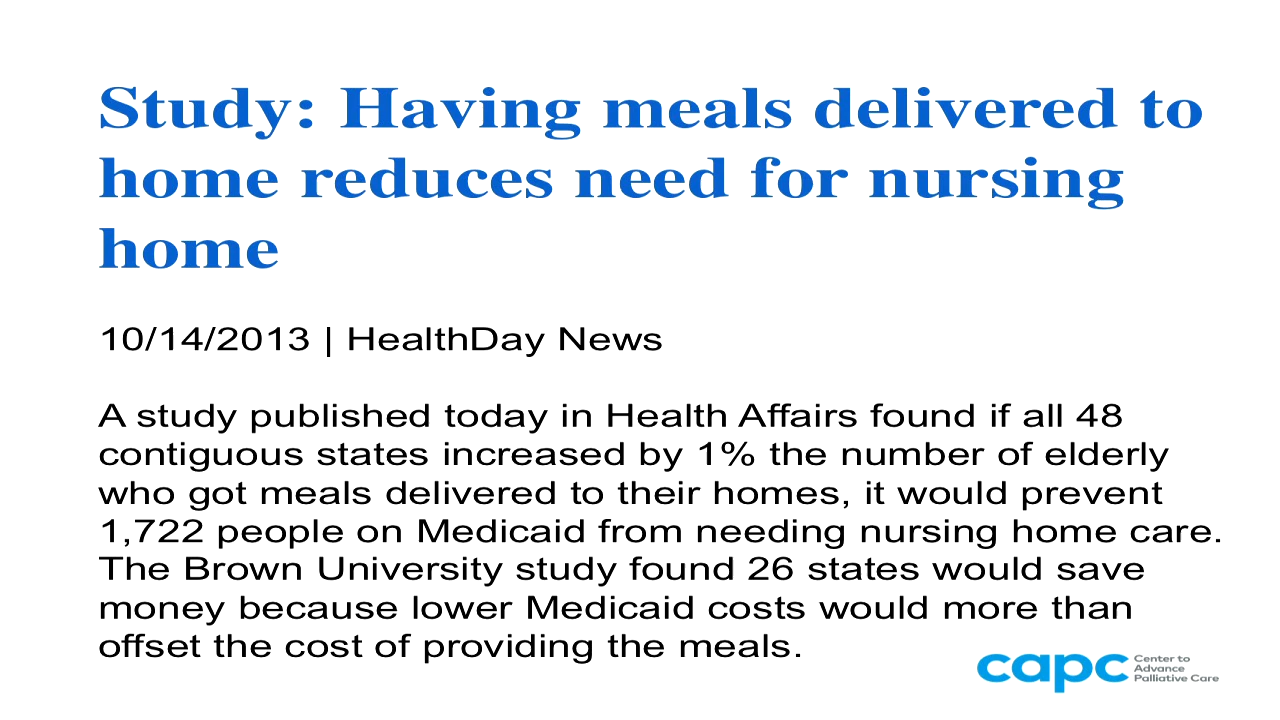 Study: Having meals delivered to
home reduces need for nursing
home
10/14/2013 | HealthDay News
A study published today in Health Affairs found if all 48
contiguous states increased by 1% the number of elderly
who got meals delivered to their homes, it would prevent
1,722 people on Medicaid from needing nursing home care.
The Brown University study found 26 states would save
money because lower Medicaid costs would more than
offset the cost of providing the meals.
capc
Center to
Advance
Palliative Care